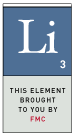 Li
3
THIS ELEMENT
BROUGHT
TO YOU BY
FMC